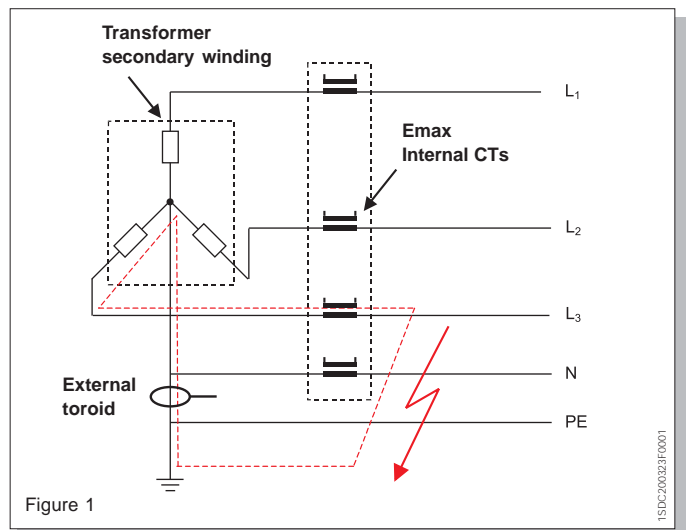 Transformer
secondary winding
L1
Emax
Internal CTs
L2
L3
External
toroid
N
PE
Figure 1
1SDC200323F0001